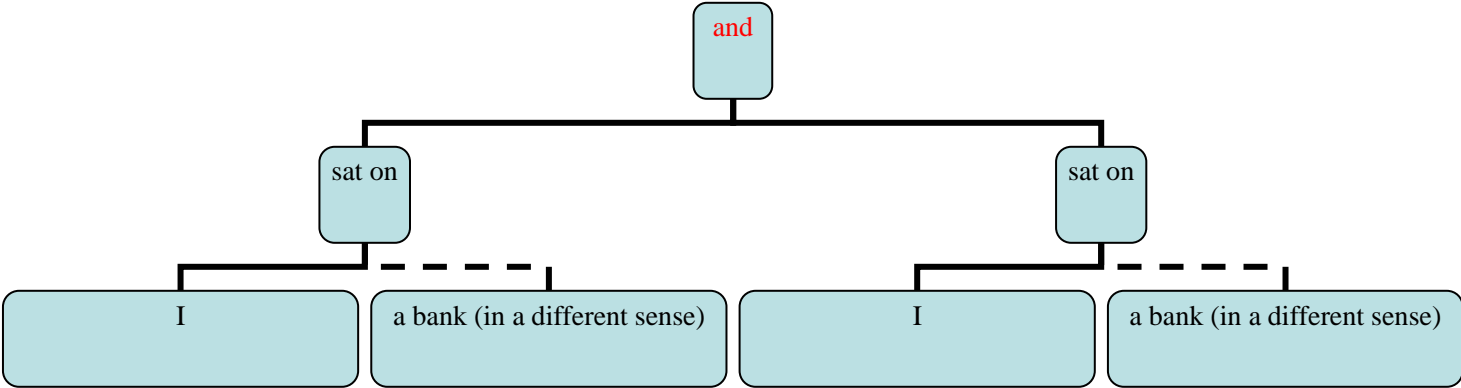 and
sat on
sat on
I
a bank (in a different sense)
I
a bank (in a different sense)